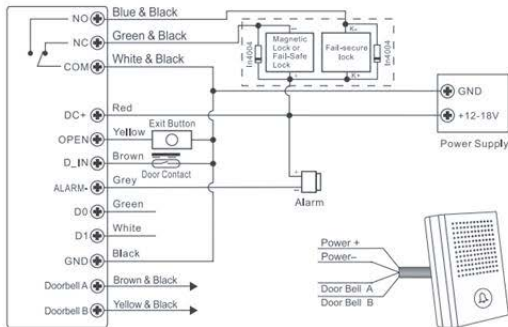 NO Blue & Black
NC Green & Black
COM White & Black
In4004
Magnetic
Lock or
Fail-Safe
Lock
-
+
K-
Fail-secure
lock
K+
In4004
GND
+12-18V
Power Supply
DC+ Red
OPEN Yellow Exit Button
D_IN Brown
Door Contact
ALARM- Grey
+
-
Alarm
D0 Green
D1 White
GND Black
Doorbell A Brown & Black
Doorbell B Yellow & Black
Power +
Power-
Door Bell A
Door Bell B